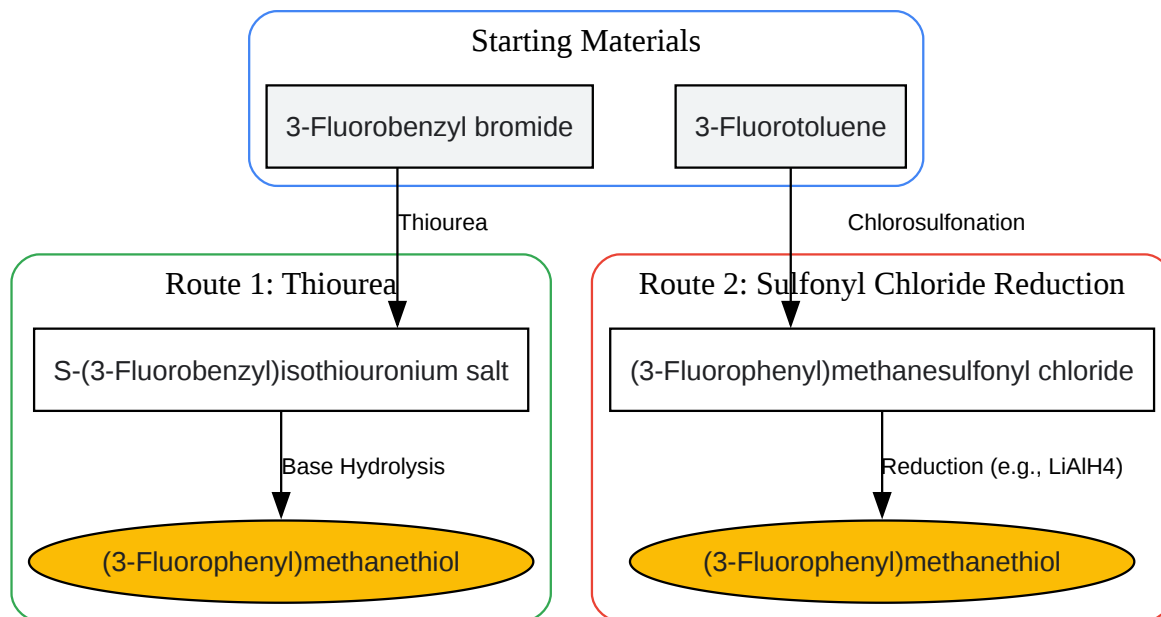 Starting Materials
3-Fluorobenzyl bromide
3-Fluorotoluene
Thiourea
Chlorosulfonation
Route 1: Thiourea
Route 2: Sulfonyl Chloride Reduction
S-(3-Fluorobenzyl)isothiouronium salt
(3-Fluorophenyl)methanesulfonyl chloride
Base Hydrolysis
Reduction (e.g., LiAlH4)
(3-Fluorophenyl)methanethiol
(3-Fluorophenyl)methanethiol